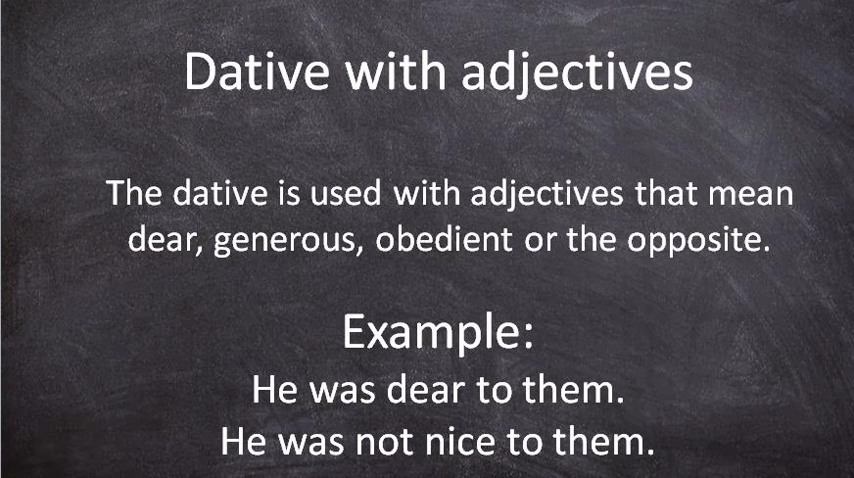 Dative with adjectives
The dative is used with adjectives that mean
dear, generous, obedient or the opposite.
Example:
He was dear to them.
He was not nice to them.